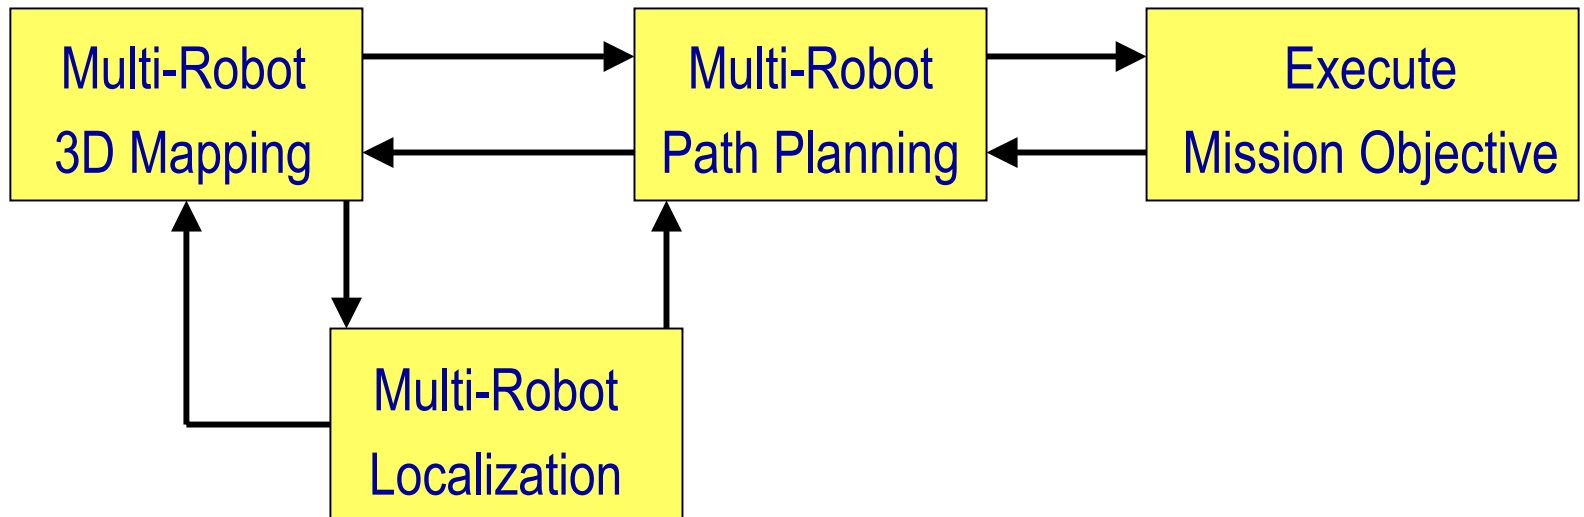 Multi-Robot
3D Mapping
Multi-Robot
Path Planning
Execute
Mission Objective
Multi-Robot
Localization